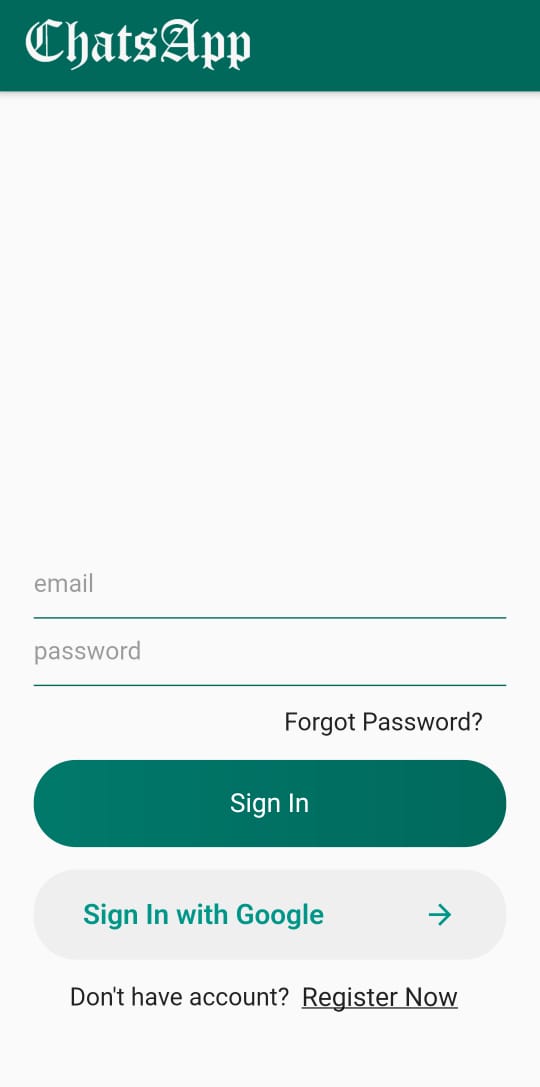 ChatsApp
email
password
Forgot Password?
Sign In
Sign In with Google
Don't have account? Register Now